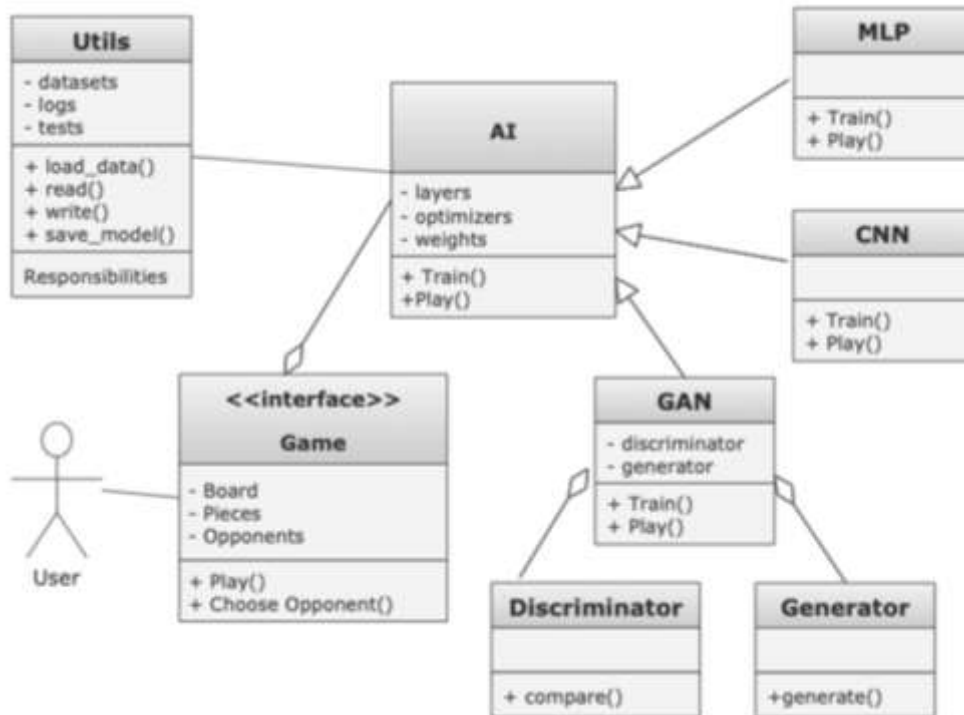 Utils
- datasets
- logs
- tests
+ load_data()
+ read()
+ write()
+ save_model()
Responsibilities
AI
- layers
- optimizers
- weights
+ Train()
+Play()
MLP
+ Train()
+ Play()
CNN
+ Train()
+ Play()
<<interface>>
Game
- Board
- Pieces
- Opponents
+ Play()
+ Choose Opponent()
User
GAN
- discriminator
- generator
+ Train()
+ Play()
Discriminator
+ compare()
Generator
+generate()